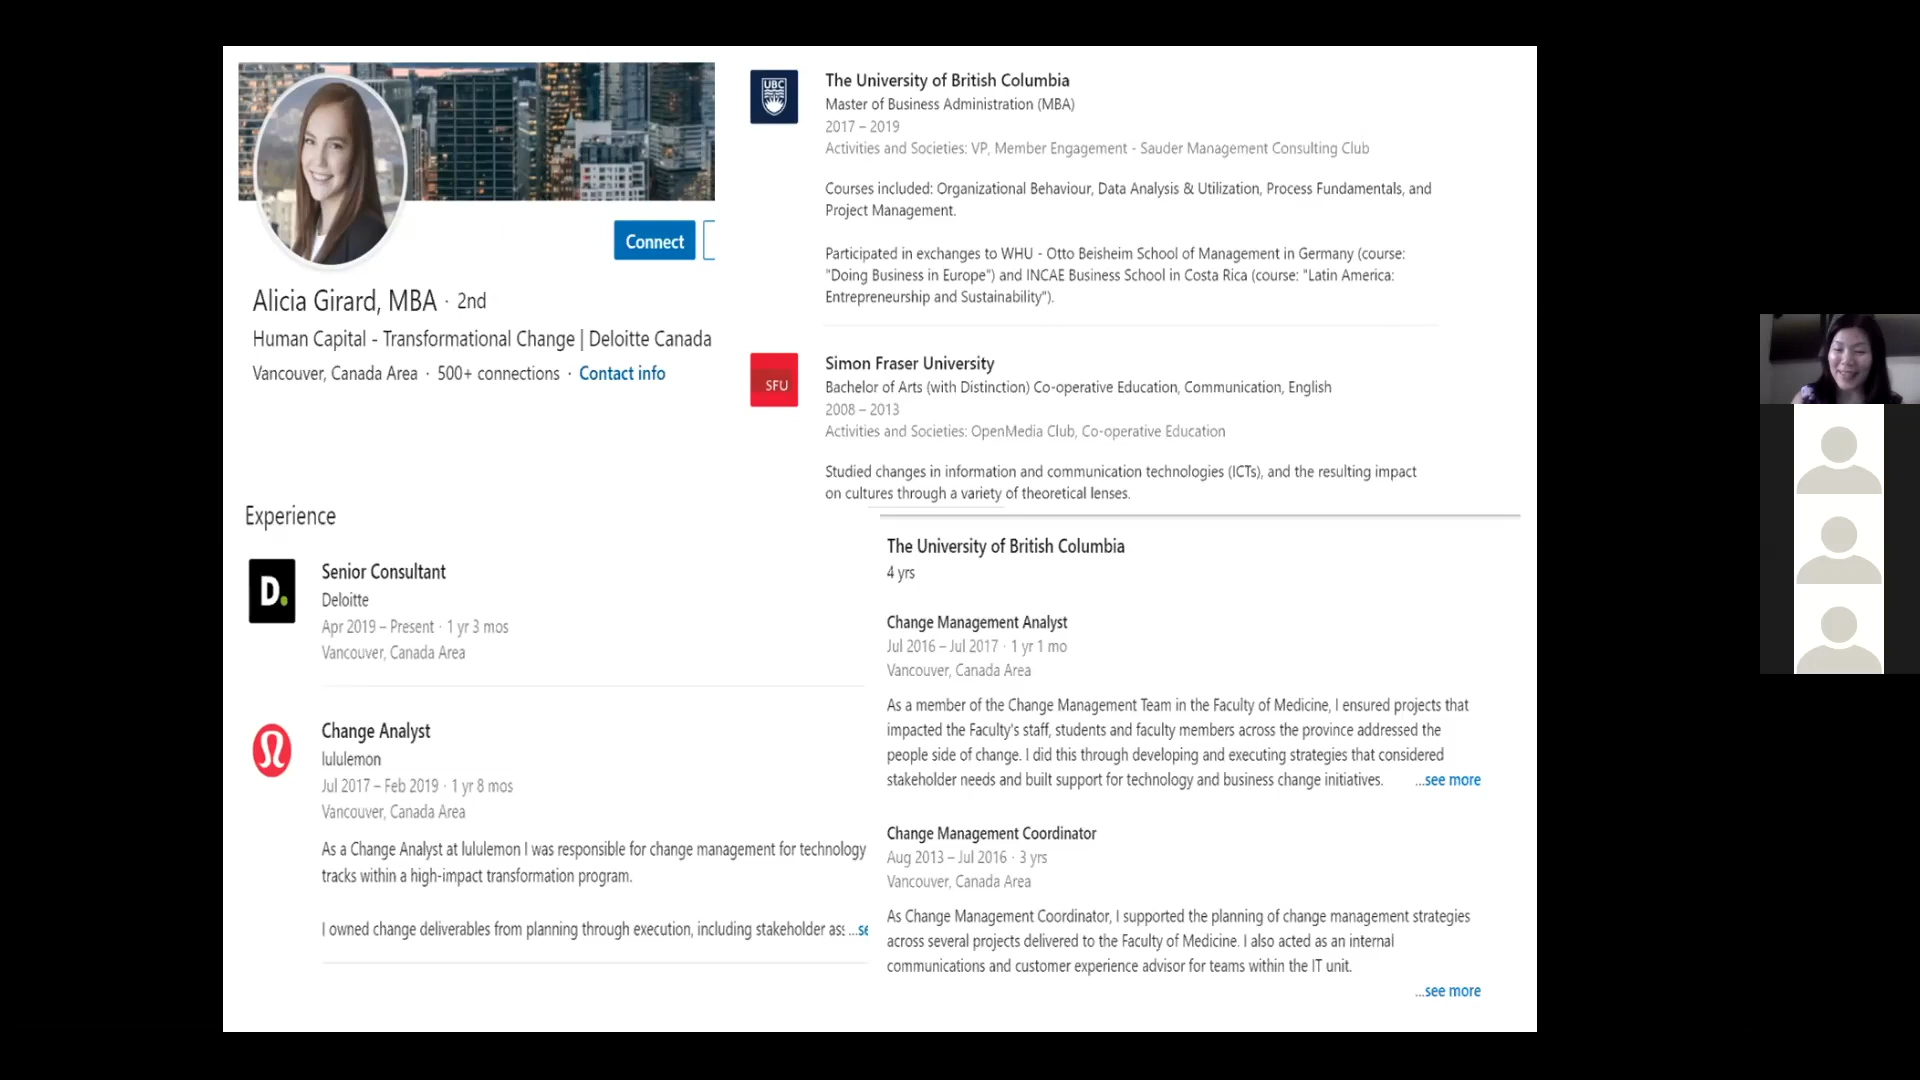 Connect
Alicia Girard, MBA · 2nd
Human Capital - Transformational Change | Deloitte Canada
Vancouver, Canada Area · 500+ connections · Contact info
Experience
D.
Senior Consultant
Deloitte
Apr 2019 – Present · 1 yr 3 mos
Vancouver, Canada Area
Change Analyst
lululemon
Jul 2017 – Feb 2019 · 1 yr 8 mos
Vancouver, Canada Area
As a Change Analyst at lululemon I was responsible for change management for technology
tracks within a high-impact transformation program.
I owned change deliverables from planning through execution, including stakeholder ass ...se
UBC
The University of British Columbia
Master of Business Administration (MBA)
2017 – 2019
Activities and Societies: VP, Member Engagement - Sauder Management Consulting Club
Courses included: Organizational Behaviour, Data Analysis & Utilization, Process Fundamentals, and
Project Management.
Participated in exchanges to WHU - Otto Beisheim School of Management in Germany (course:
"Doing Business in Europe") and INCAE Business School in Costa Rica (course: "Latin America:
Entrepreneurship and Sustainability").
SFU
Simon Fraser University
Bachelor of Arts (with Distinction) Co-operative Education, Communication, English
2008 – 2013
Activities and Societies: OpenMedia Club, Co-operative Education
Studied changes in information and communication technologies (ICTs), and the resulting impact
on cultures through a variety of theoretical lenses.
The University of British Columbia
4 yrs
Change Management Analyst
Jul 2016 – Jul 2017 · 1 yr 1 mo
Vancouver, Canada Area
As a member of the Change Management Team in the Faculty of Medicine, I ensured projects that
impacted the Faculty's staff, students and faculty members across the province addressed the
people side of change. I did this through developing and executing strategies that considered
stakeholder needs and built support for technology and business change initiatives. ...see more
Change Management Coordinator
Aug 2013 – Jul 2016 · 3 yrs
Vancouver, Canada Area
As Change Management Coordinator, I supported the planning of change management strategies
across several projects delivered to the Faculty of Medicine. I also acted as an internal
communications and customer experience advisor for teams within the IT unit.
...see more